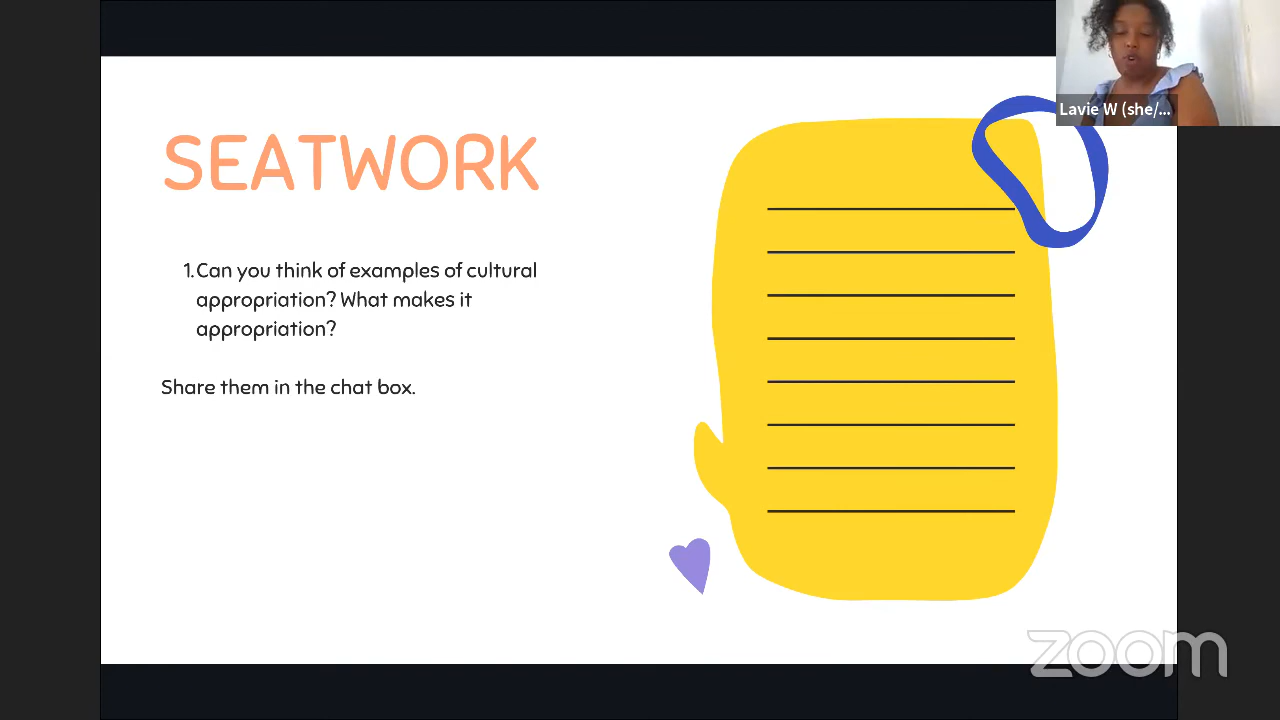 SEATWORK
1.Can you think of examples of cultural
appropriation? What makes it
appropriation?
Share them in the chat box.
Lavie W (she/...
zoom